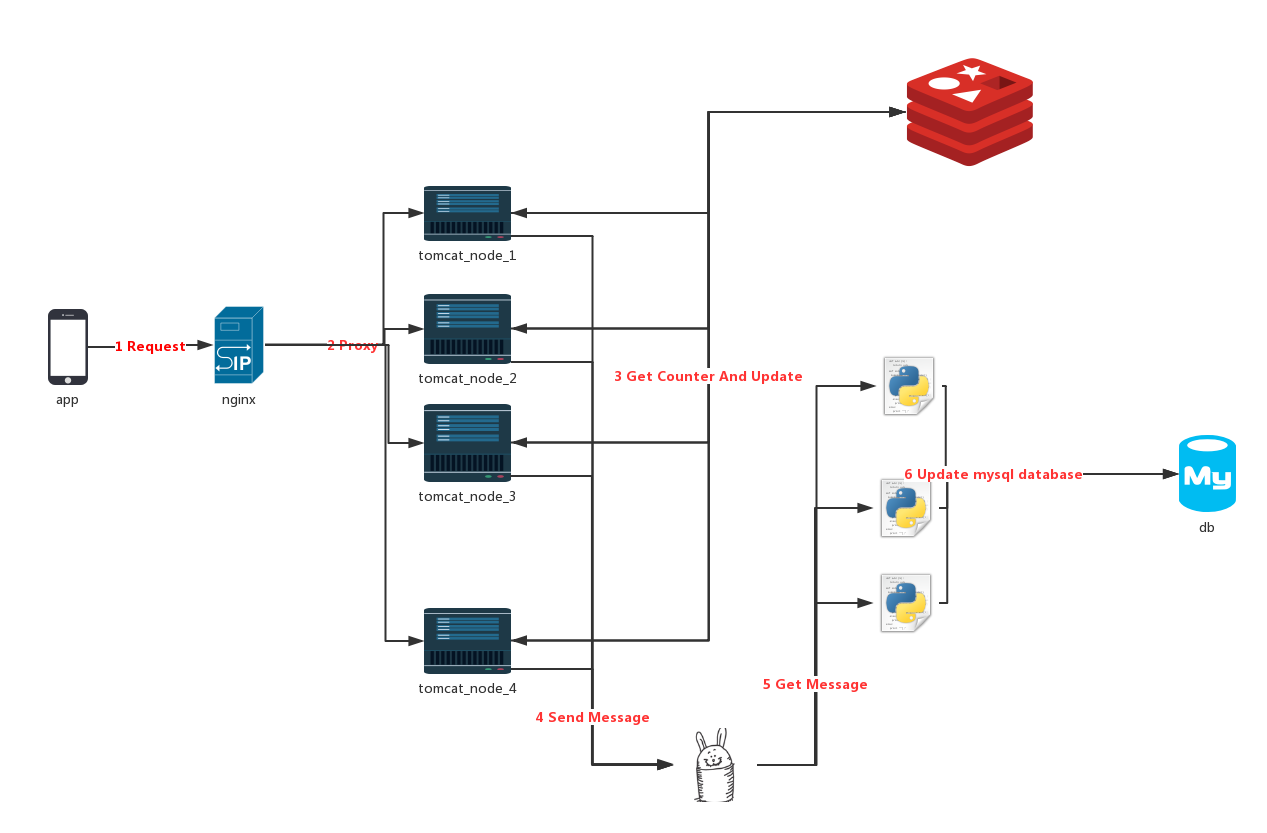 tomcat_node_1
1 Request
2 Proxy
SIP
app
nginx
tomcat_node_2
3 Get Counter And Update
6 Update mysql database
My
tomcat_node_3
db
5 Get Message
tomcat_node_4
4 Send Message